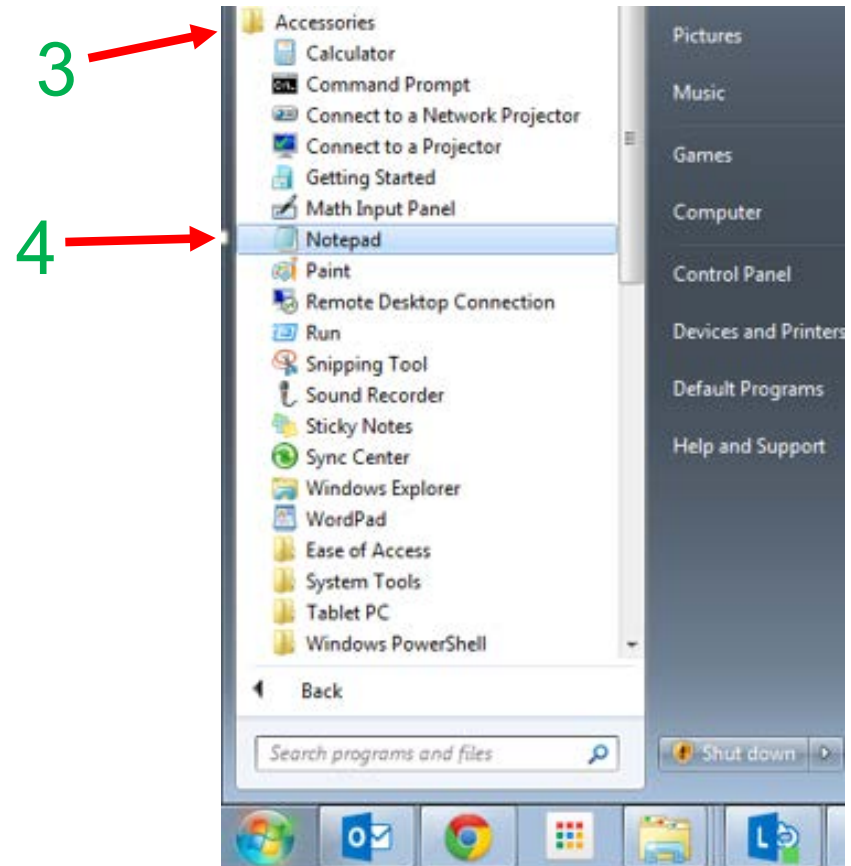 3
Accessories
Calculator
Command Prompt
Connect to a Network Projector
Connect to a Projector
Getting Started
Math Input Panel
4
Notepad
Paint
Remote Desktop Connection
Run
Snipping Tool
Sound Recorder
Sticky Notes
Sync Center
Windows Explorer
WordPad
Ease of Access
System Tools
Tablet PC
Windows PowerShell
Back
Search programs and files
Pictures
Music
Games
Computer
Control Panel
Devices and Printers
Default Programs
Help and Support
Shut down